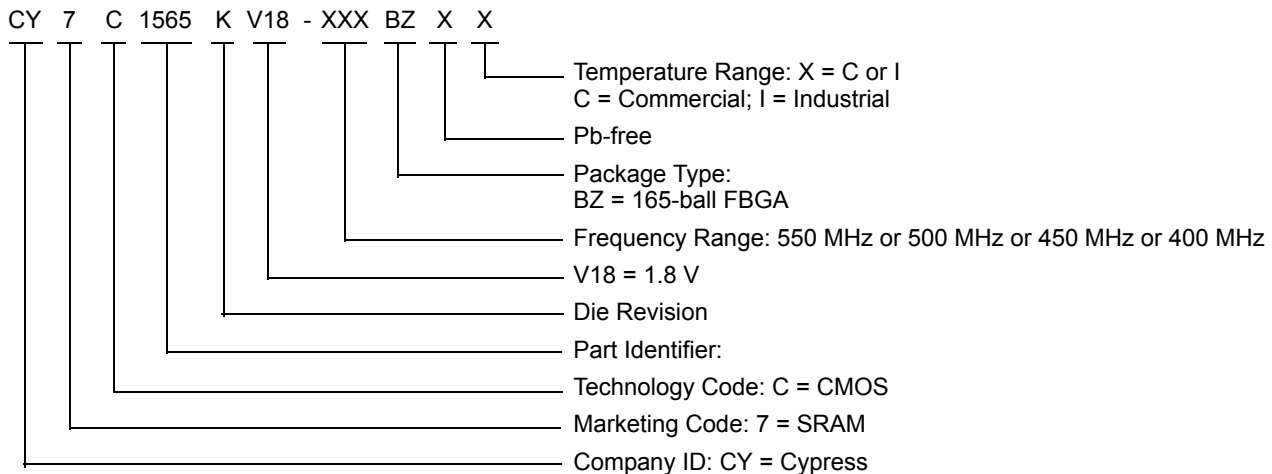 CY 7 C 1565 K V18 - XXX BZ X X
Temperature Range: X = C or I
C = Commercial; I = Industrial
Pb-free
Package Type:
BZ = 165-ball FBGA
Frequency Range: 550 MHz or 500 MHz or 450 MHz or 400 MHz
V18 = 1.8 V
Die Revision
Part Identifier:
Technology Code: C = CMOS
Marketing Code: 7 = SRAM
Company ID: CY = Cypress